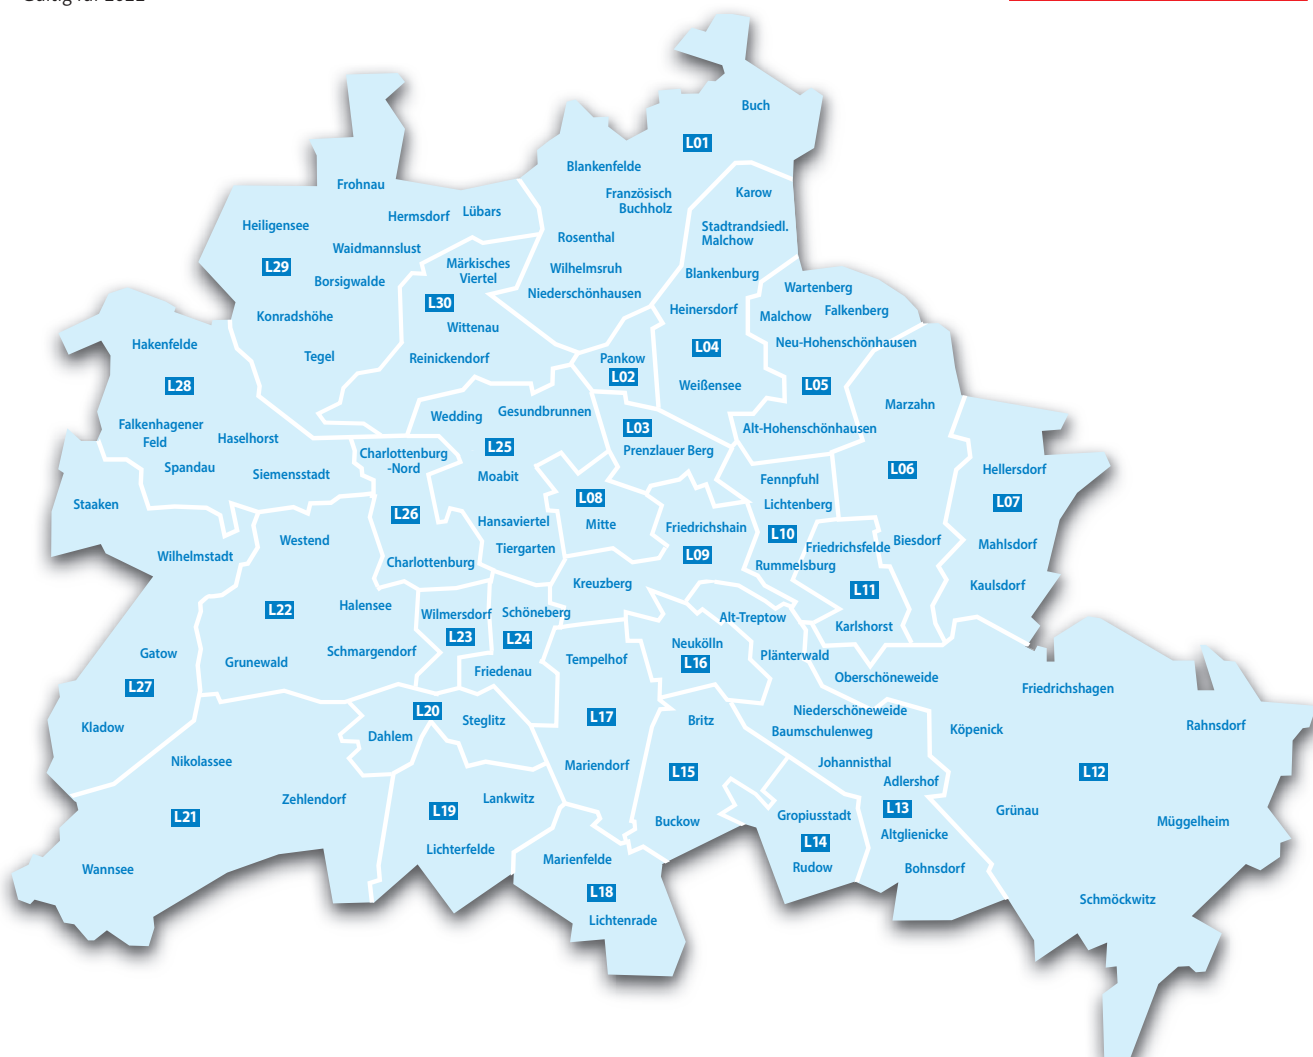 Buch
L01
Blankenfelde
Französisch
Buchholz
Rosenthal
Wilhelmsruh
Niederschönhausen
Karow
Stadtrandsiedl.
Malchow
Blankenburg
Heinersdorf
L04
Weißensee
Frohnau
Hermsdorf
Lübars
Heiligensee
Waidmannslust
L29
Borsigwalde
Konradshöhe
Tegel
Märkisches
Viertel
L30
Wittenau
Reinickendorf
Wartenberg
Malchow
Falkenberg
Neu-Hohenschönhausen
L05
Alt-Hohenschönhausen
Pankow
L02
L03
Prenzlauer Berg
Hakenfelde
L28
Falkenhagener
Feld
Haselhorst
Spandau
Siemensstadt
Wedding
Gesundbrunnen
L25
Moabit
Hansaviertel
Tiergarten
Charlottenburg
-Nord
L26
Charlottenburg
L08
Mitte
Marzahn
L06
Biesdorf
Hellersdorf
L07
Mahlsdorf
Kaulsdorf
Fennpfuhl
Lichtenberg
L10
Rummelsburg
Friedrichsfelde
L11
Karlshorst
Friedrichshain
L09
Kreuzberg
Staaken
Wilhelmstadt
Gatow
L27
Kladow
Westend
L22
Halensee
Schmargendorf
Grunewald
Wilmersdorf
L23
Schöneberg
L24
Friedenau
Tempelhof
L17
Mariendorf
Neukölln
L16
Alt-Treptow
Plänterwald
Oberschöneweide
Niederschöneweide
Baumschulenweg
Johannisthal
Adlershof
L13
Altglienicke
Bohnsdorf
Britz
L15
Buckow
Gropiusstadt
L14
Rudow
Friedrichshagen
Köpenick
Rahnsdorf
L12
Grünau
Müggelheim
Schmöckwitz
L20
Steglitz
Dahlem
Nikolassee
Zehlendorf
L21
Wannsee
L19
Lankwitz
Lichterfelde
Marienfelde
L18
Lichtenrade